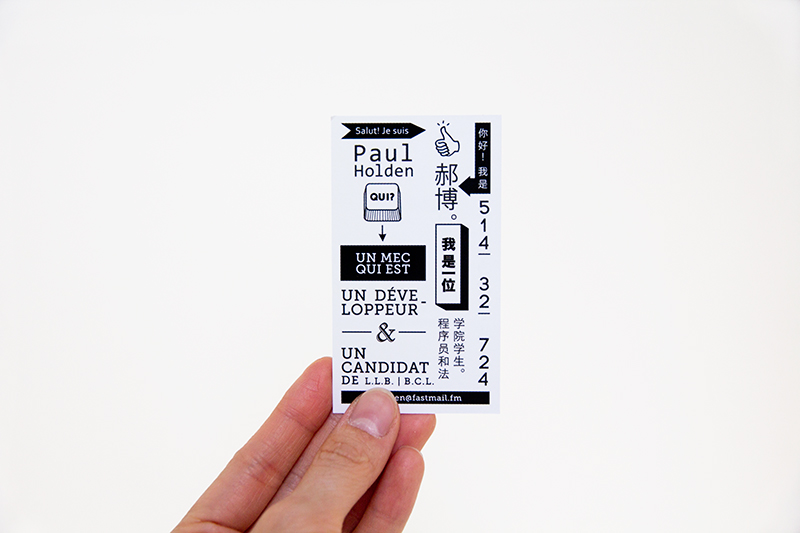 Salut! Je suis
Paul
Holden
QUI?
UN MEC
QUI EST
UN DÉVE-
LOPPEUR
&
UN
CANDIDAT
DE L.L.B. | B.C.L.
你好！我是
郝博。
我是一位
程序员和法
学院学生。
514|32|724
en@fastmail.fm